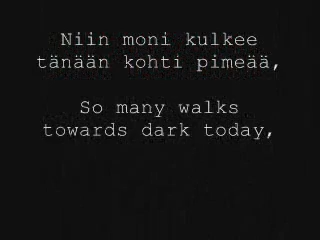 Niin moni kulkee
tänään kohti pimeää,
So many walks
towards dark today,